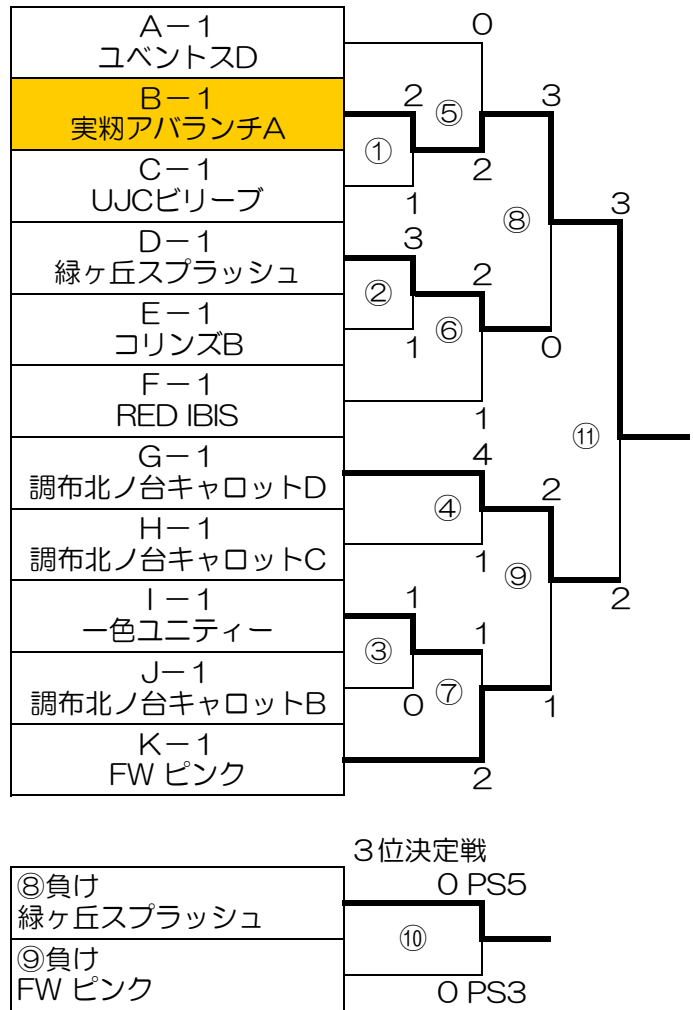 A－1
ユベントスD
B－1
実籾アバランチA
C－1
UJCビリーブ
D－1
緑ヶ丘スプラッシュ
E－1
コリンズB
F－1
RED IBIS
G－1
調布北ノ台キャロットD
H－1
調布北ノ台キャロットC
I－1
一色ユニティー
J－1
調布北ノ台キャロットB
K－1
FW ピンク
0
2
⑤
3
①
2
1
3
⑧
3
2
②
⑥
1
0
1
⑪
4
2
④
1
⑨
1
1
2
③
⑦
0
1
2
3位決定戦
⑧負け
緑ヶ丘スプラッシュ
0 PS5
⑩
⑨負け
FW ピンク
0 PS3